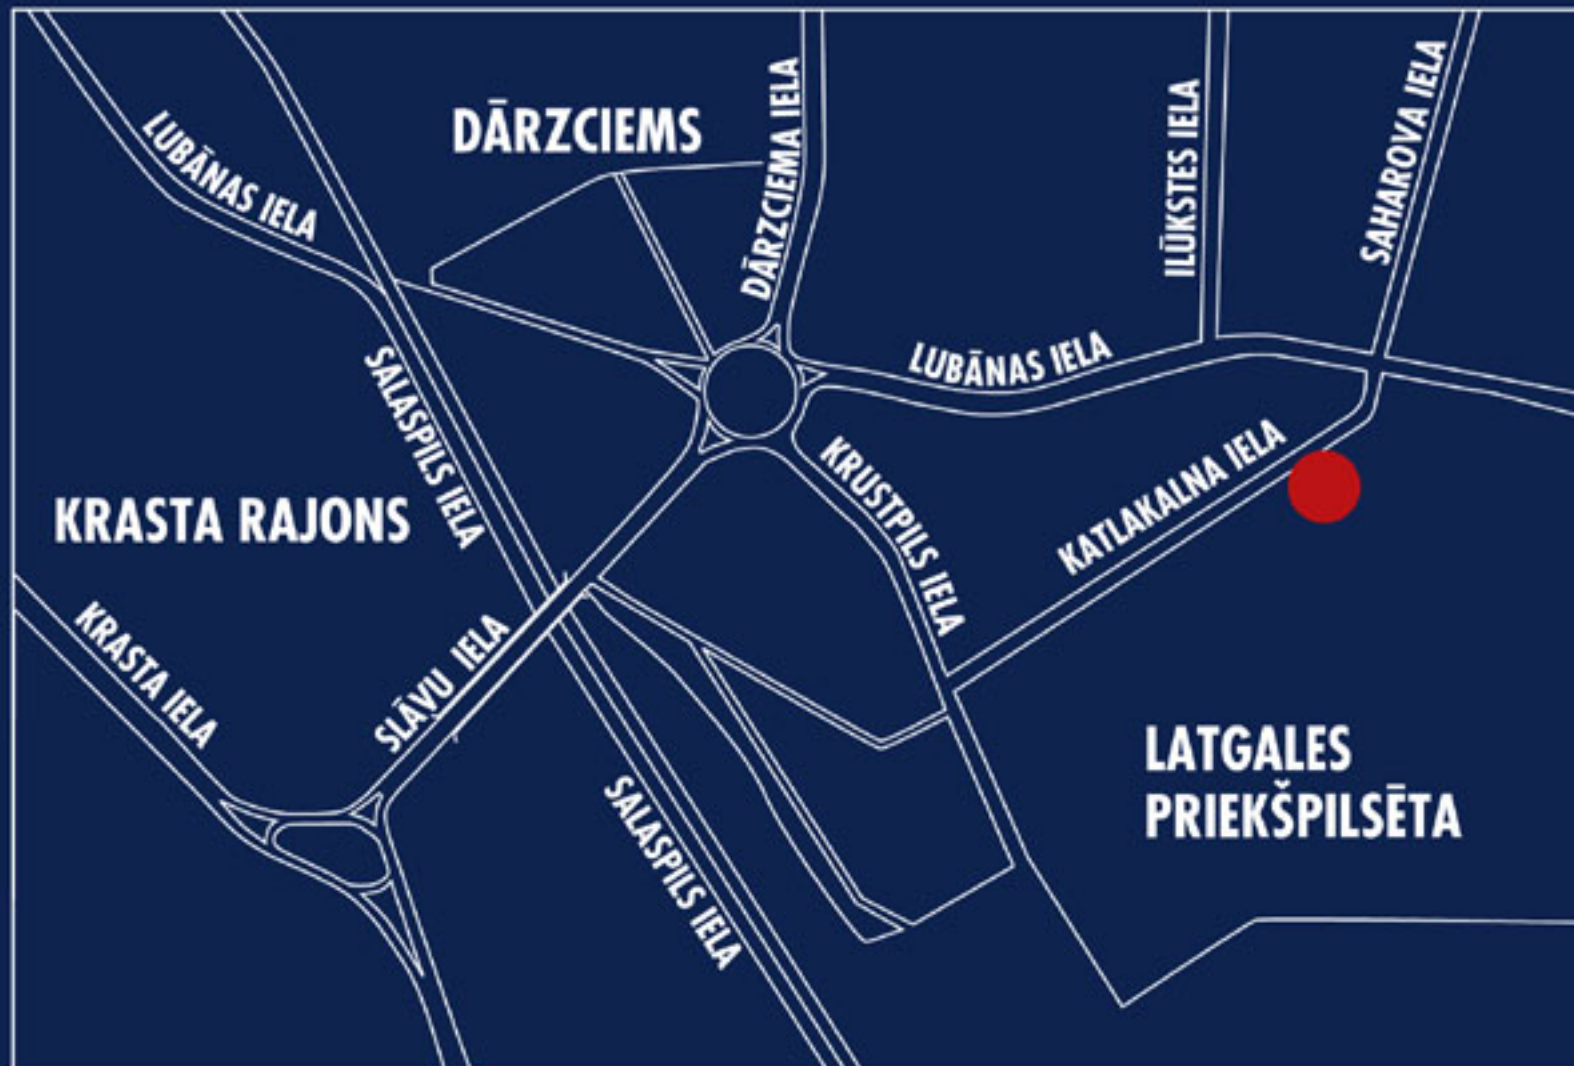 DĀRZCIEMS
LUBĀNAS IELA
DĀRZCIEMA IELA
ILŪKSTES IELA
SAHAROVA IELA
SALASPILS IELA
LUBĀNAS IELA
KRASTA RAJONS
KRUSTPILS IELA
KATLAKALNA IELA
KRASTA IELA
SLĀVU IELA
SALASPILS IELA
LATGALES
PRIEKŠPILSĒTA